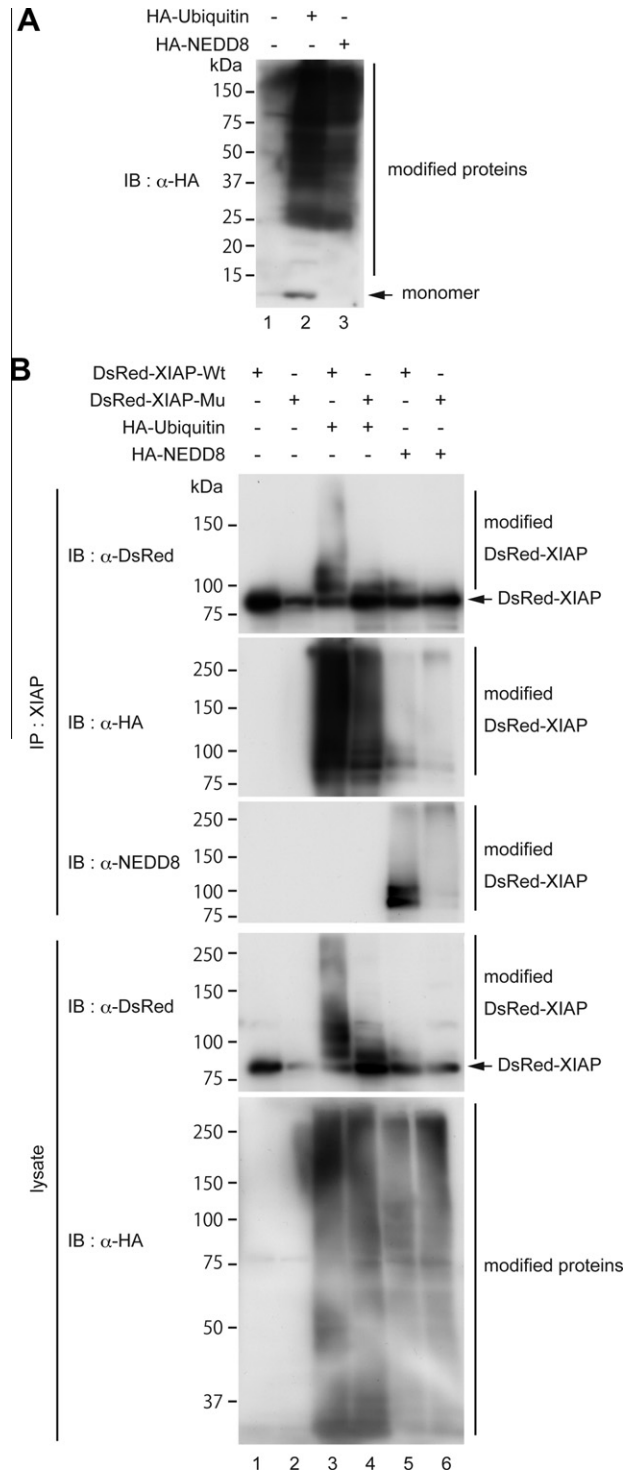 A
HA-Ubiquitin - + -
HA-NEDD8 - - +
kDa
150
75
50
37
25
20
15
IB : α-HA
modified proteins
monomer
1 2 3
B
DsRed-XIAP-Wt + - + - + -
DsRed-XIAP-Mu - + - + - +
HA-Ubiquitin - - + + - -
HA-NEDD8 - - - - + +
kDa
IP : XIAP
IB : α-DsRed
150
100
75
modified
DsRed-XIAP
DsRed-XIAP
IB : α-HA
250
150
100
75
modified
DsRed-XIAP
IB : α-NEDD8
250
150
100
75
modified
DsRed-XIAP
lysate
IB : α-DsRed
250
150
100
75
modified
DsRed-XIAP
DsRed-XIAP
IB : α-HA
250
150
100
75
50
37
modified proteins
1 2 3 4 5 6